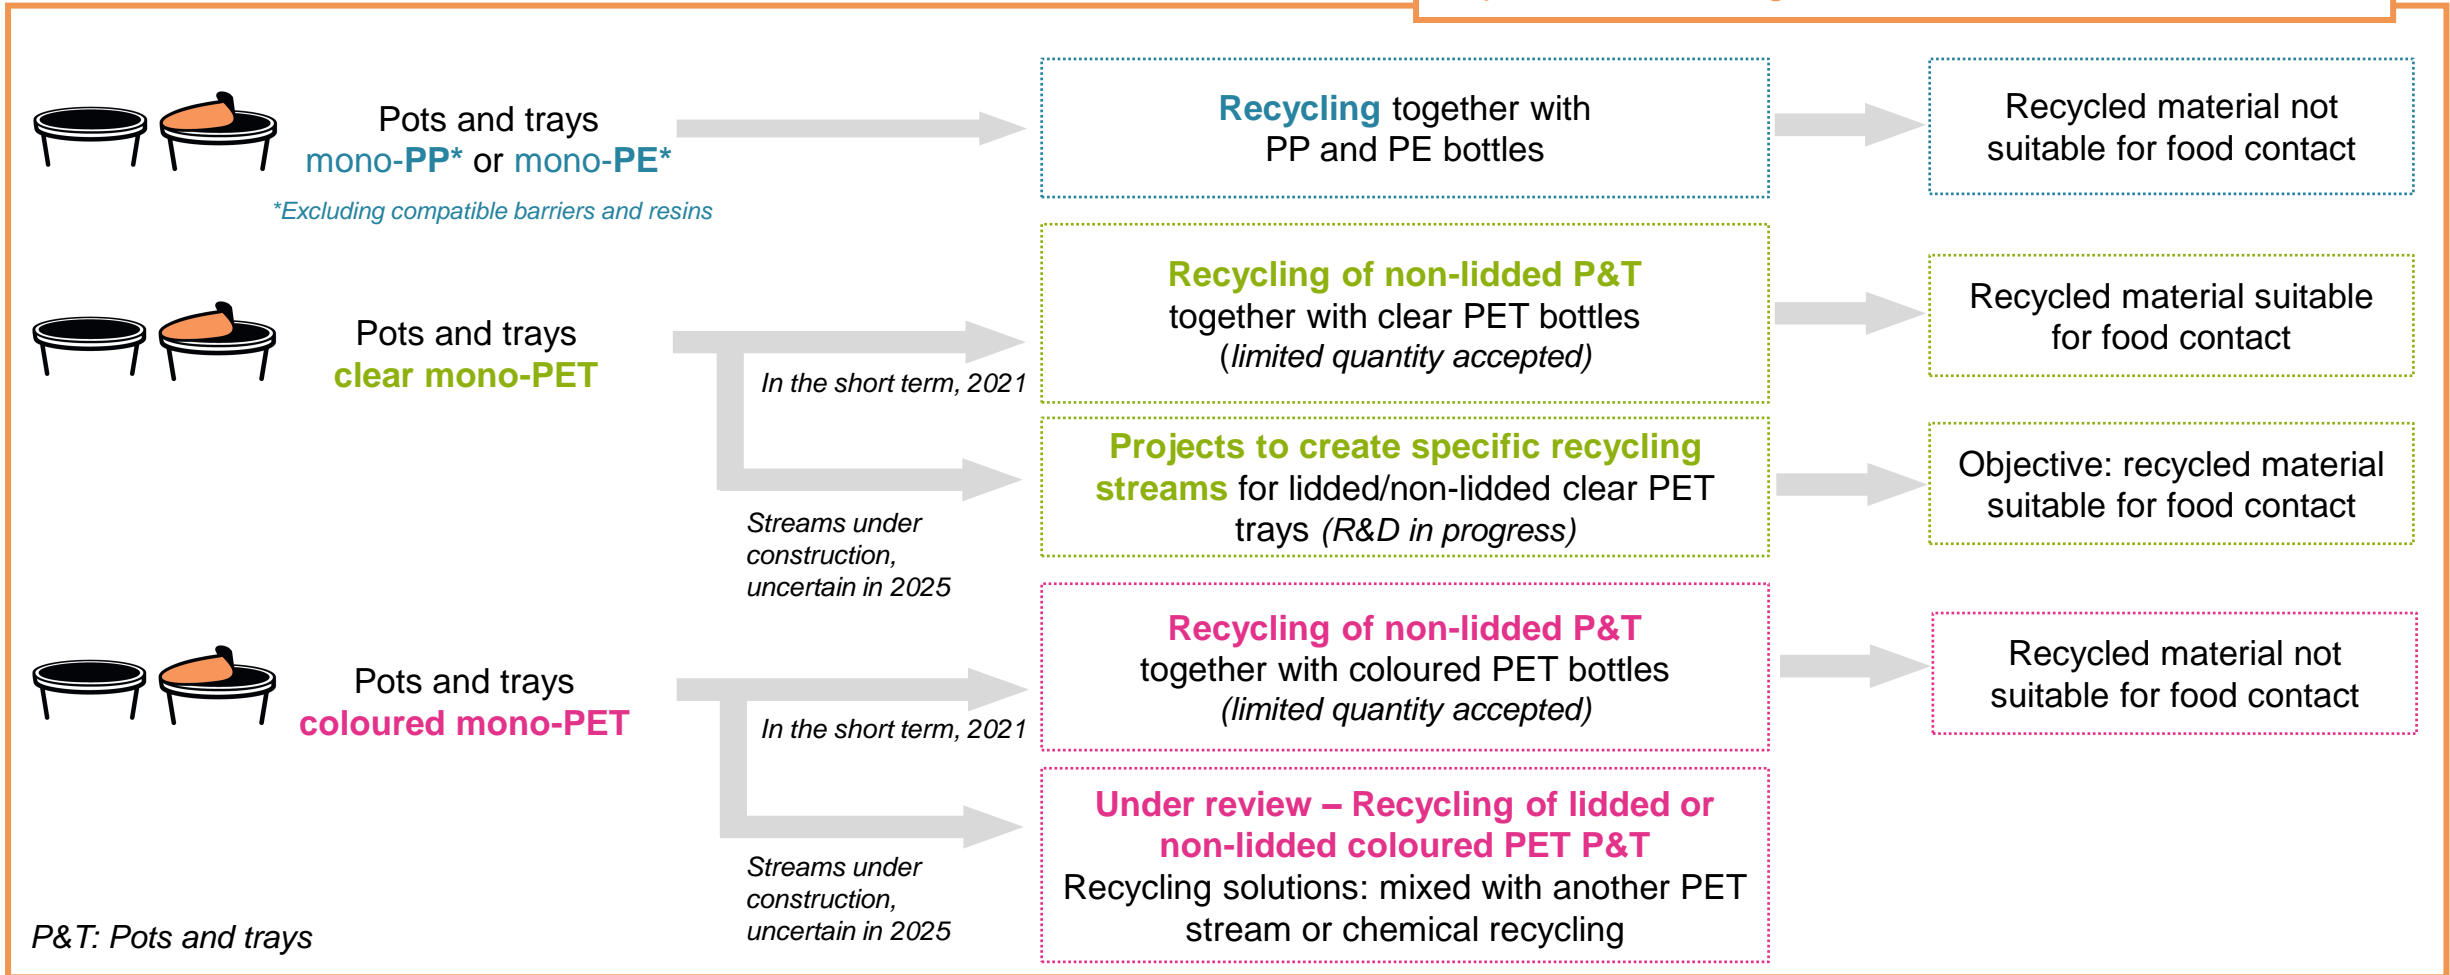 Pots and trays
mono-PP* or mono-PE*
*Excluding compatible barriers and resins
Recycling together with
PP and PE bottles
Recycled material not
suitable for food contact
Pots and trays
clear mono-PET
In the short term, 2021
Recycling of non-lidded P&T
together with clear PET bottles
(limited quantity accepted)
Recycled material suitable
for food contact
Streams under
construction,
uncertain in 2025
Projects to create specific recycling
streams for lidded/non-lidded clear PET
trays (R&D in progress)
Objective: recycled material
suitable for food contact
Pots and trays
coloured mono-PET
In the short term, 2021
Recycling of non-lidded P&T
together with coloured PET bottles
(limited quantity accepted)
Recycled material not
suitable for food contact
Streams under
construction,
uncertain in 2025
Under review – Recycling of lidded or
non-lidded coloured PET P&T
Recycling solutions: mixed with another PET
stream or chemical recycling
P&T: Pots and trays